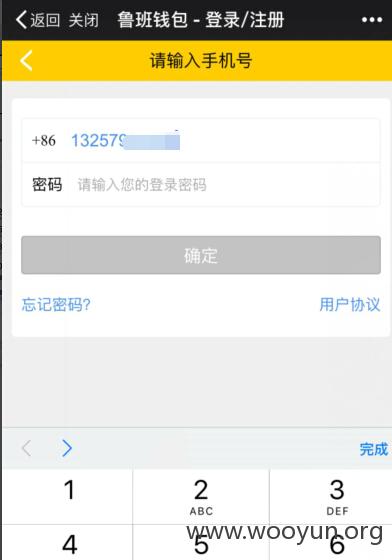 返回 关闭 鲁班钱包 - 登录/注册
请输入手机号
+86 132579
密码 请输入您的登录密码
确定
忘记密码? 用户协议
完成
1 2 3
ABC DEF
www.wooyun.org
4 5 6